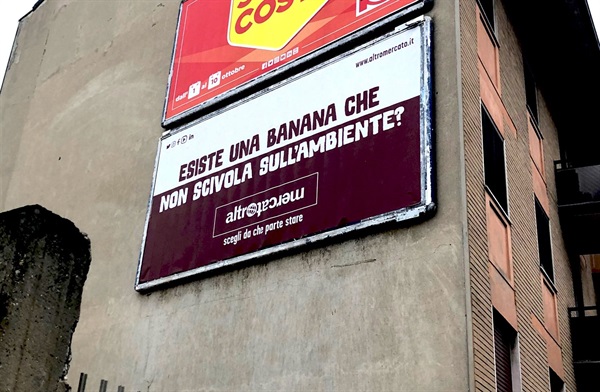 COST
dall' 1 al 10 ottobre
www.altromercato.it
ESISTE UNA BANANA CHE
NON SCIVOLA SULL'AMBIENTE?
altromercato
scegli da che parte stare